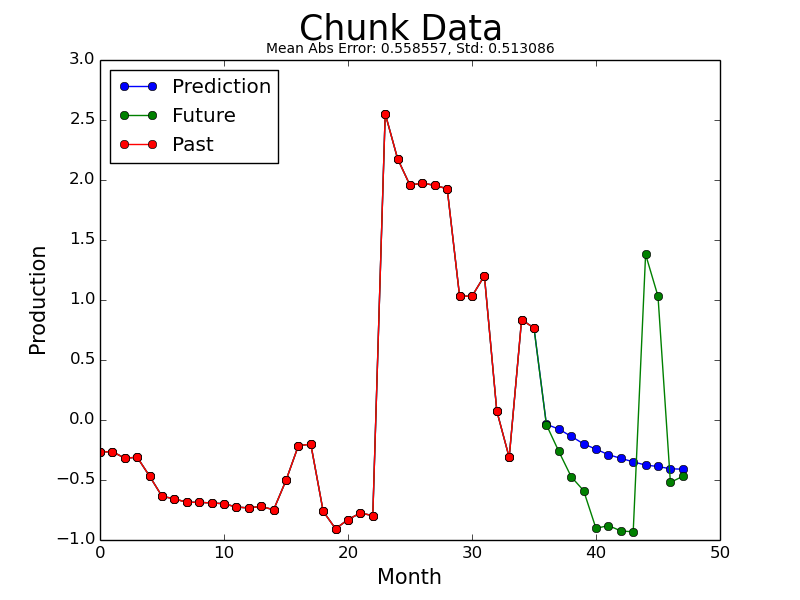 Chunk Data
Mean Abs Error: 0.558557, Std: 0.513086
Prediction
Future
Past
3.0
2.5
2.0
1.5
1.0
0.5
0.0
−0.5
−1.0
Production
0 10 20 30 40 50
Month